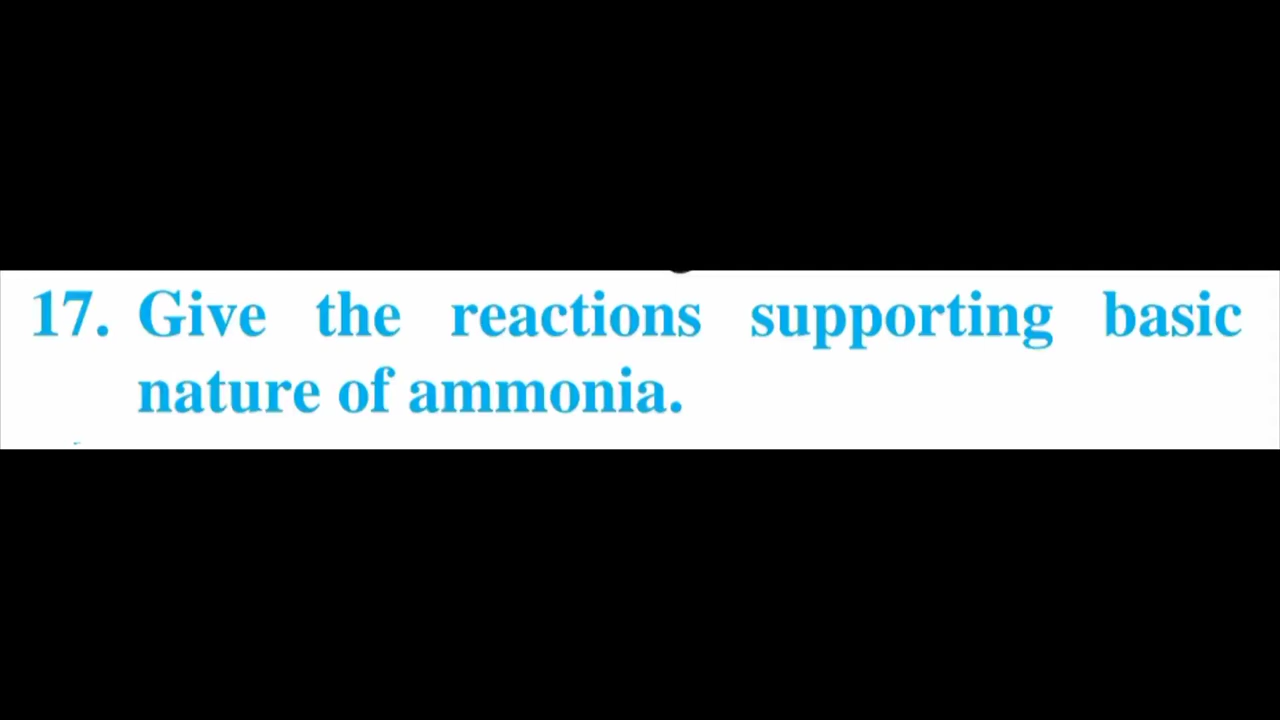 17. Give the reactions supporting basic
nature of ammonia.